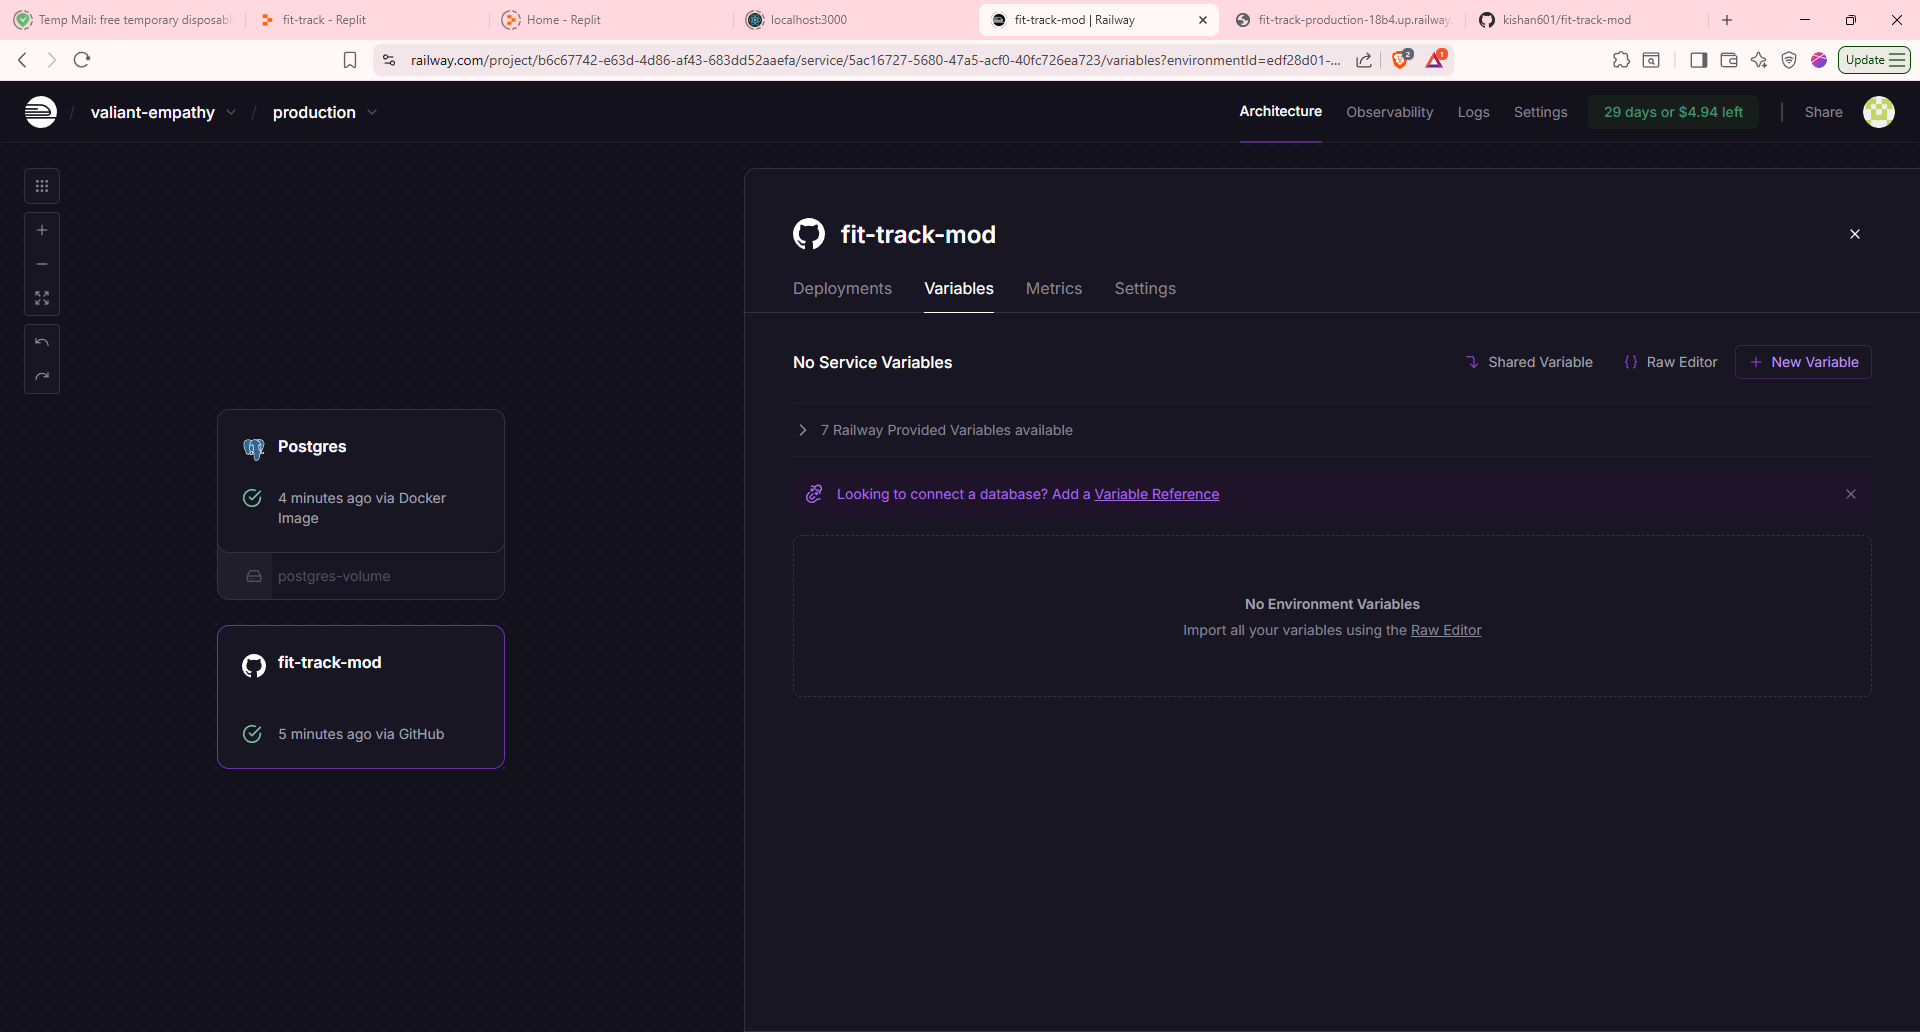 Temp Mail: free temporary disposabl
fit-track - Replit
Home - Replit
localhost:3000
fit-track-mod | Railway
fit-track-production-18b4.up.railway.
kishan601/fit-track-mod
railway.com/project/b6c67742-e63d-4d86-af43-683dd52aaefa/service/5ac16727-5680-47a5-acf0-40fc726ea723/variables?environmentId=edf28d01-...
2
1
Update
/ valiant-empathy / production
Architecture
Observability
Logs
Settings
29 days or $4.94 left
Share
fit-track-mod
Deployments
Variables
Metrics
Settings
No Service Variables
Shared Variable
{} Raw Editor
+ New Variable
7 Railway Provided Variables available
Looking to connect a database? Add a Variable Reference
No Environment Variables
Import all your variables using the Raw Editor
Postgres
4 minutes ago via Docker
Image
postgres-volume
fit-track-mod
5 minutes ago via GitHub